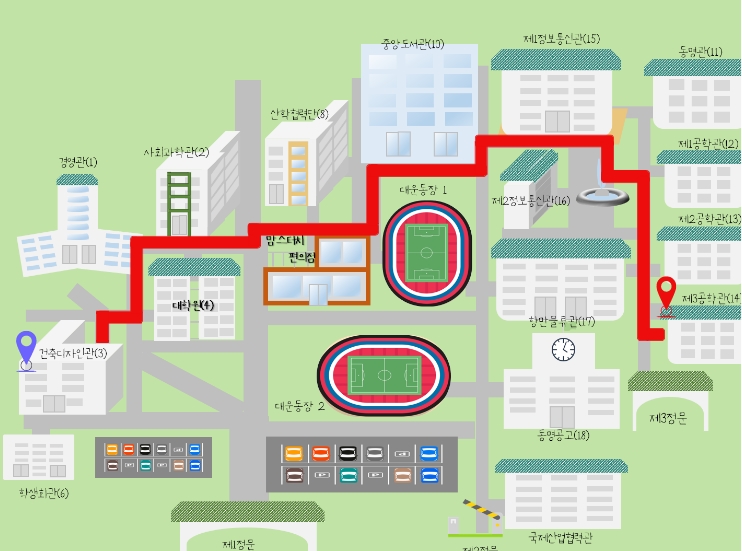 중앙도서관(10)
제1정보통신관(15)
동명관(11)
산학협력단(8)
제1공학관(12)
사회과학관(2)
경영관(1)
대운동장 1
제2정보통신관(16)
제2공학관(13)
맘스터치
편의점
제3공학관(14)
대학원(4)
항만물류관(17)
건축디자인관(3)
대운동장 2
제3정문
동명공고(18)
학생회관(6)
국제산업협력관
제1정문
제2정문